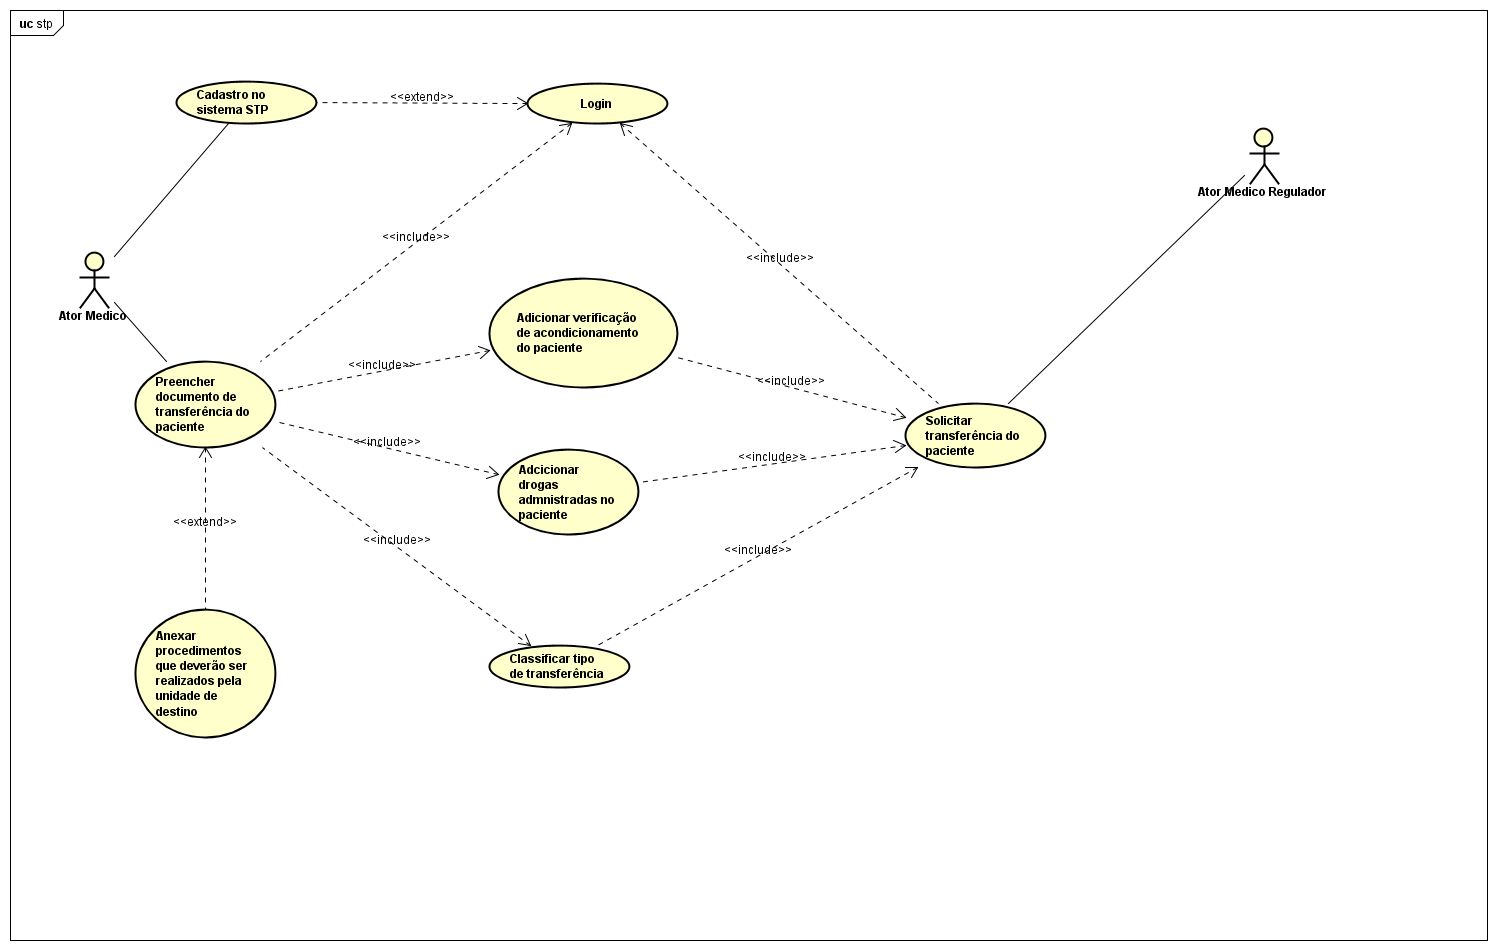 uc stp
Cadastro no
sistema STP
<<extend>>
Login
Ator Medico Regulador
<<include>>
<<include>>
Ator Medico
Adicionar verificação
de acondicionamento
do paciente
<<include>>
<<include>>
Preencher
documento de
transferência do
paciente
Solicitar
transferência do
paciente
<<include>>
<<include>>
Adcicionar
drogas
admnistradas no
paciente
<<extend>>
<<include>>
<<include>>
Anexar
procedimentos
que deverão ser
realizados pela
unidade de
destino
Classificar tipo
de transferência